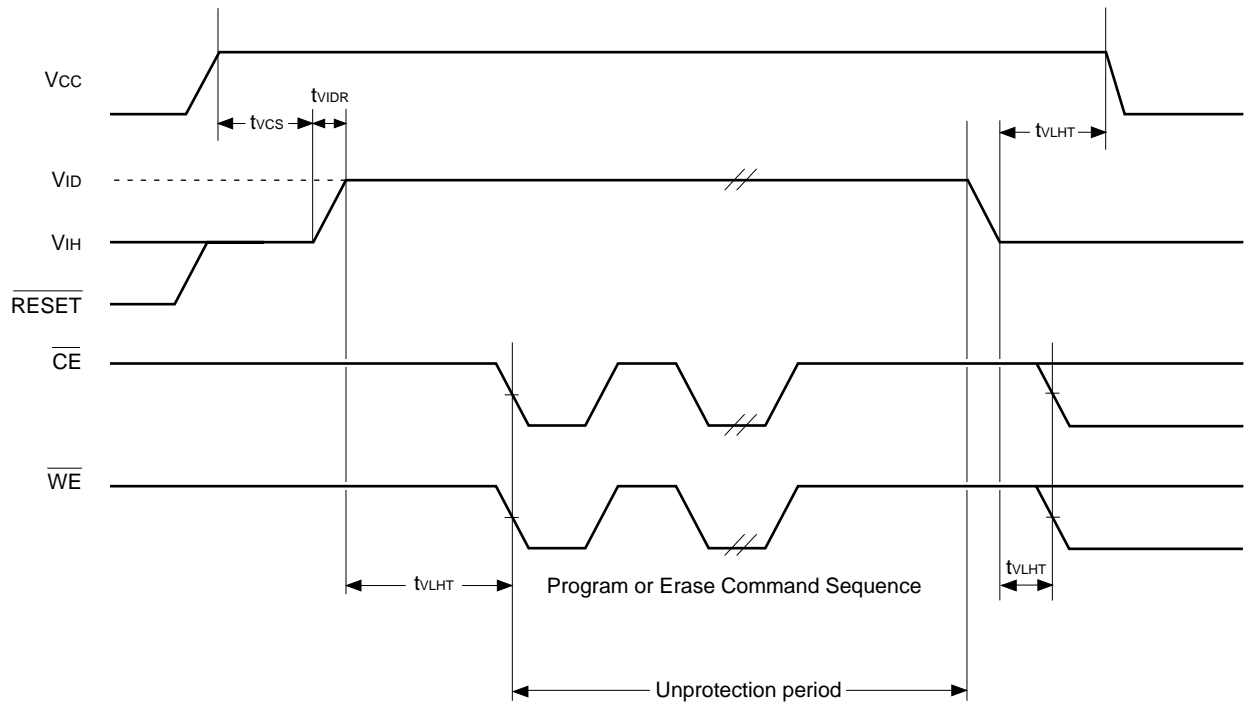 VCC
tVIDR
tVCS
tVLHT
VID
VIH
RESET
CE
WE
tVLHT
Program or Erase Command Sequence
tVLHT
Unprotection period